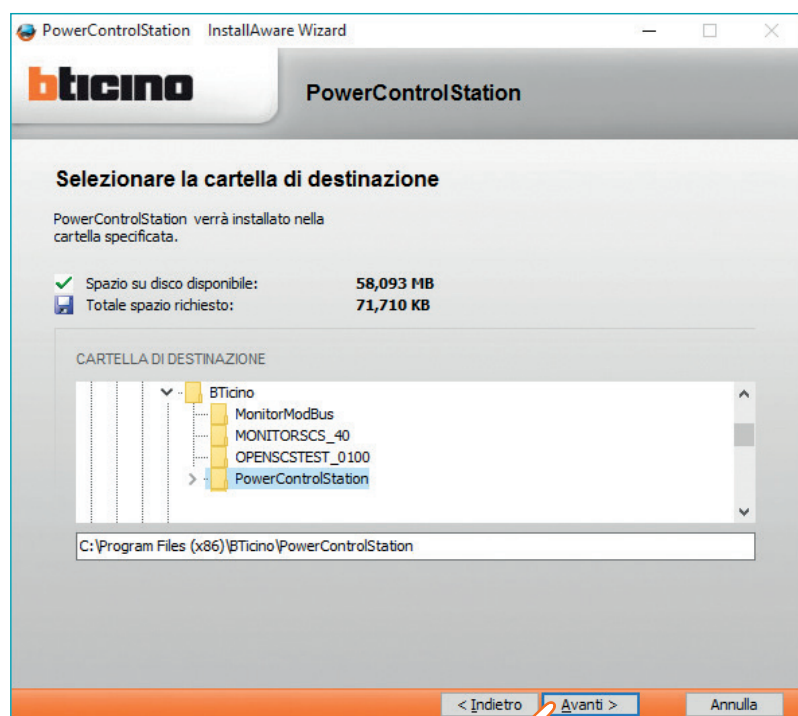 PowerControlStation InstallAware Wizard
bticino
PowerControlStation
Selezionare la cartella di destinazione
PowerControlStation verrà installato nella
cartella specificata.
Spazio su disco disponibile: 58,093 MB
Totale spazio richiesto: 71,710 KB
CARTELLA DI DESTINAZIONE
BTicino
MonitorModBus
MONITORSCS_40
OPENSCSTEST_0100
PowerControlStation
C:\Program Files (x86)\BTicino\PowerControlStation
< Indietro Avanti > Annulla